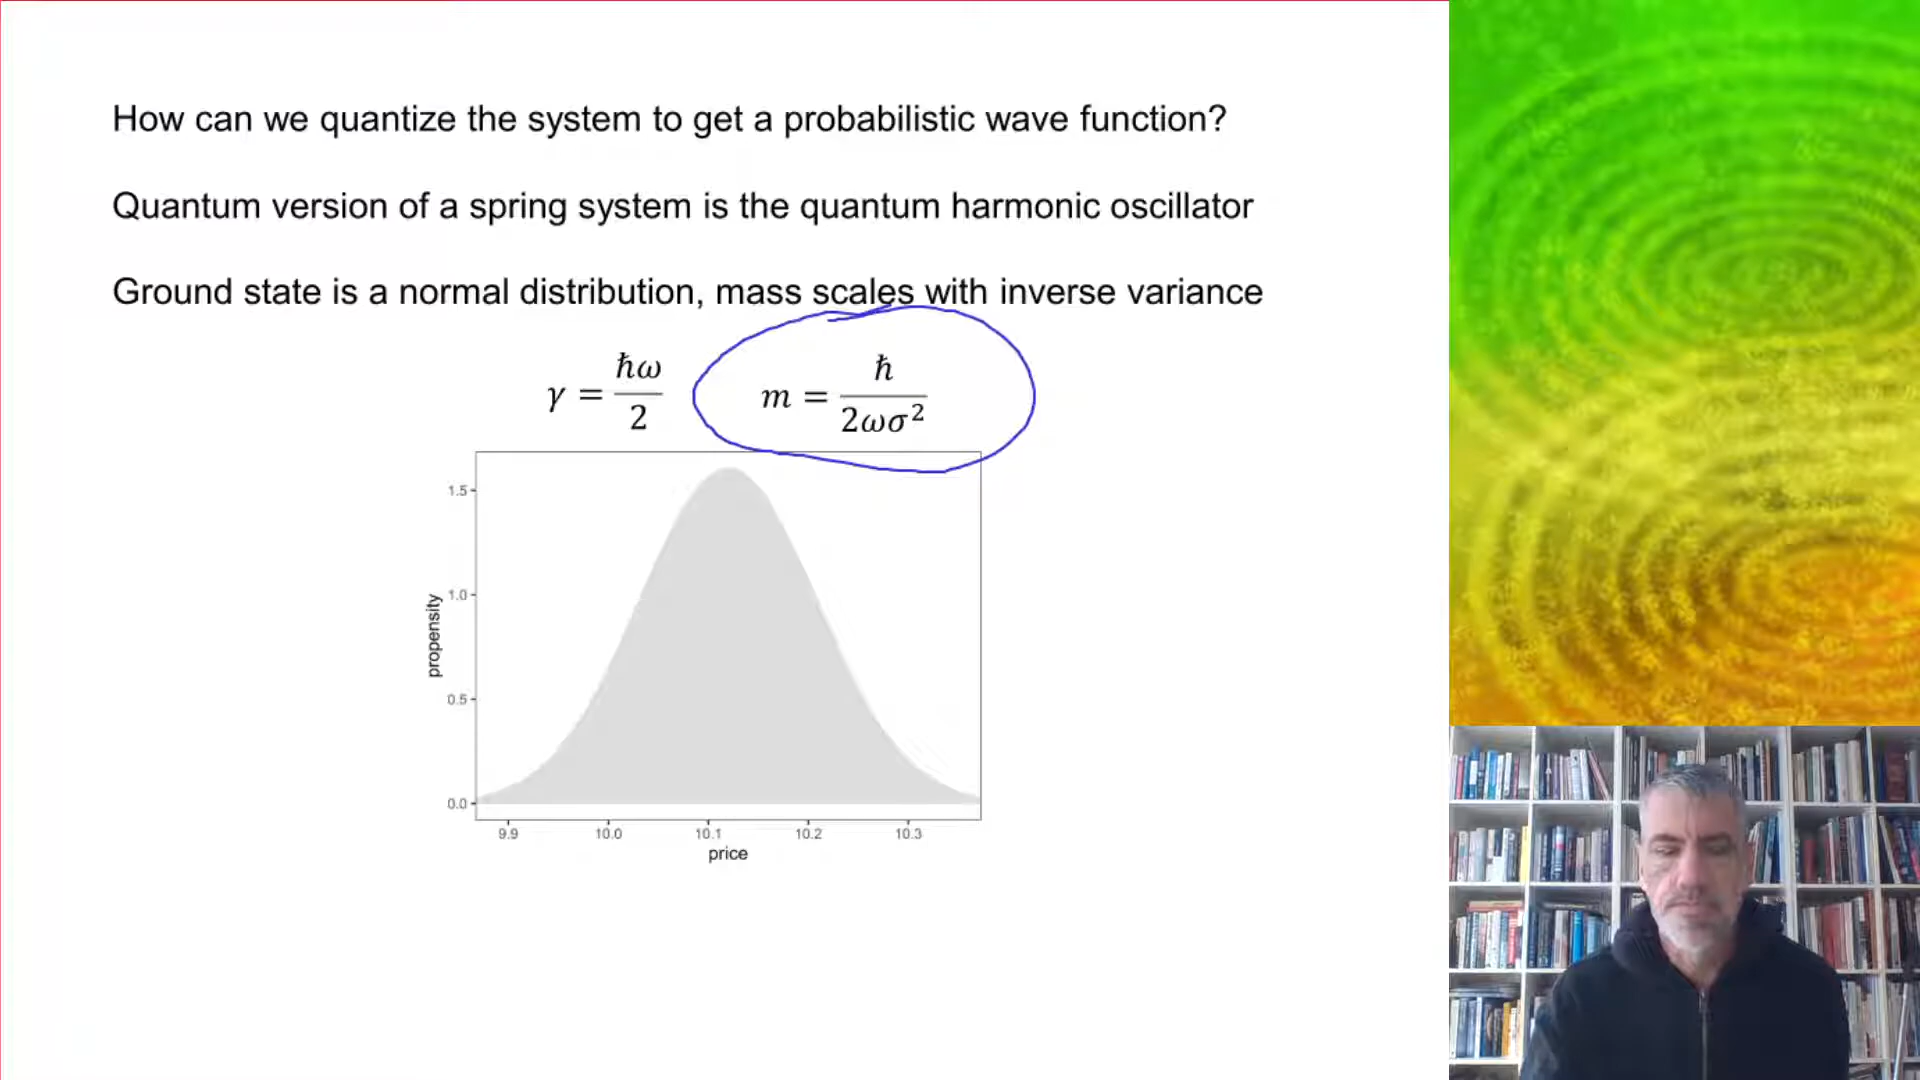 How can we quantize the system to get a probabilistic wave function?
Quantum version of a spring system is the quantum harmonic oscillator
Ground state is a normal distribution, mass scales with inverse variance
γ = ℏω / 2
m = ℏ / 2ωσ²
1.5
1.0
0.5
0.0
propensity
9.9 10.0 10.1 10.2 10.3
price